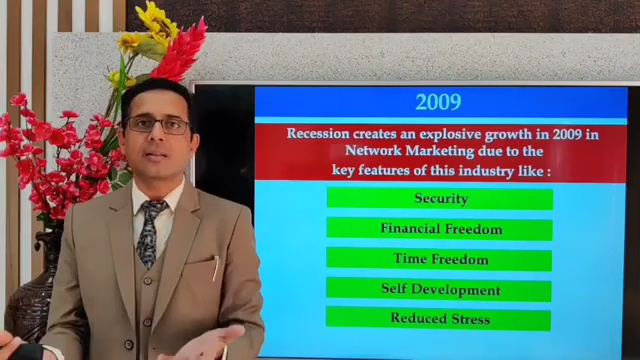 2009
Recession creates an explosive growth in 2009 in
Network Marketing due to the
key features of this industry like :
Security
Financial Freedom
Time Freedom
Self Development
Reduced Stress